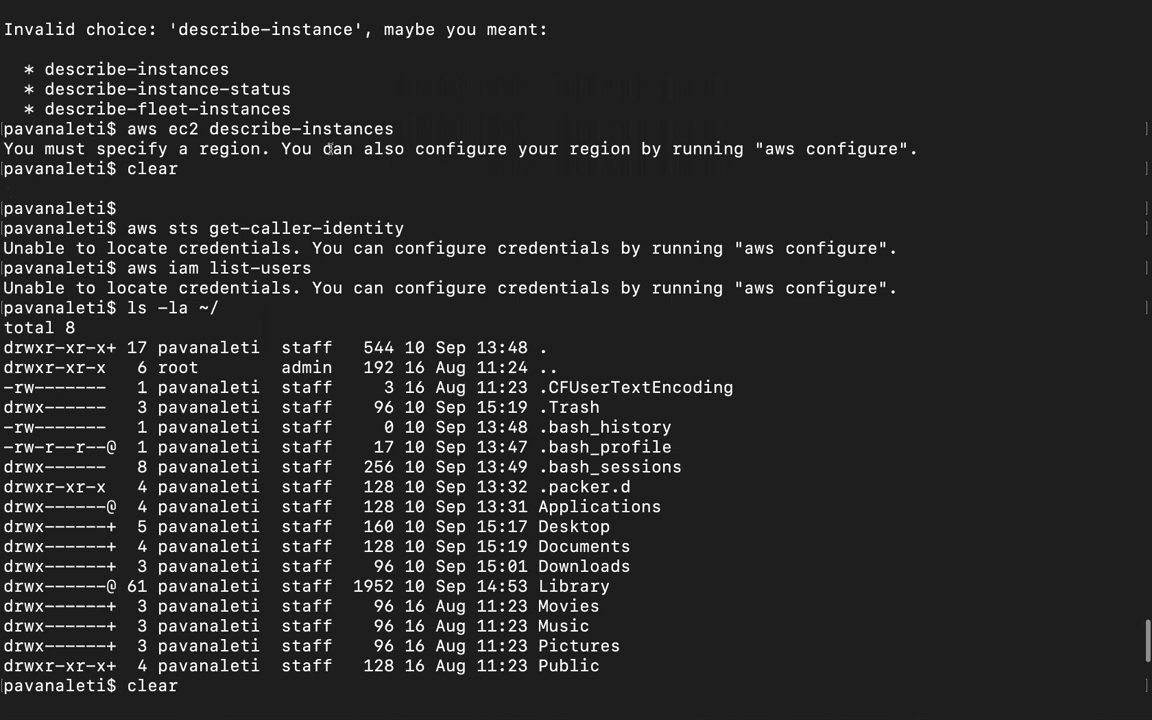 Invalid choice: 'describe-instance', maybe you meant:
  * describe-instances
  * describe-instance-status
  * describe-fleet-instances
pavanaleti$ aws ec2 describe-instances
You must specify a region. You can also configure your region by running "aws configure".
pavanaleti$ clear
pavanaleti$
pavanaleti$ aws sts get-caller-identity
Unable to locate credentials. You can configure credentials by running "aws configure".
pavanaleti$ aws iam list-users
Unable to locate credentials. You can configure credentials by running "aws configure".
pavanaleti$ ls -la ~/
total 8
drwxr-xr-x+ 17 pavanaleti  staff   544 10 Sep 13:48 .
drwxr-xr-x   6 root        admin   192 16 Aug 11:24 ..
-rw-------   1 pavanaleti  staff     3 16 Aug 11:23 .CFUserTextEncoding
drwx------   3 pavanaleti  staff    96 10 Sep 15:19 .Trash
-rw-------   1 pavanaleti  staff     0 10 Sep 13:48 .bash_history
-rw-r--r--@  1 pavanaleti  staff    17 10 Sep 13:47 .bash_profile
drwx------   8 pavanaleti  staff   256 10 Sep 13:49 .bash_sessions
drwxr-xr-x   4 pavanaleti  staff   128 10 Sep 13:32 .packer.d
drwx------@  4 pavanaleti  staff   128 10 Sep 13:31 Applications
drwx------+  5 pavanaleti  staff   160 10 Sep 15:17 Desktop
drwx------+  4 pavanaleti  staff   128 10 Sep 15:19 Documents
drwx------+  3 pavanaleti  staff    96 10 Sep 15:01 Downloads
drwx------@ 61 pavanaleti  staff  1952 10 Sep 14:53 Library
drwx------+  3 pavanaleti  staff    96 16 Aug 11:23 Movies
drwx------+  3 pavanaleti  staff    96 16 Aug 11:23 Music
drwx------+  3 pavanaleti  staff    96 16 Aug 11:23 Pictures
drwxr-xr-x+  4 pavanaleti  staff   128 16 Aug 11:23 Public
pavanaleti$ clear